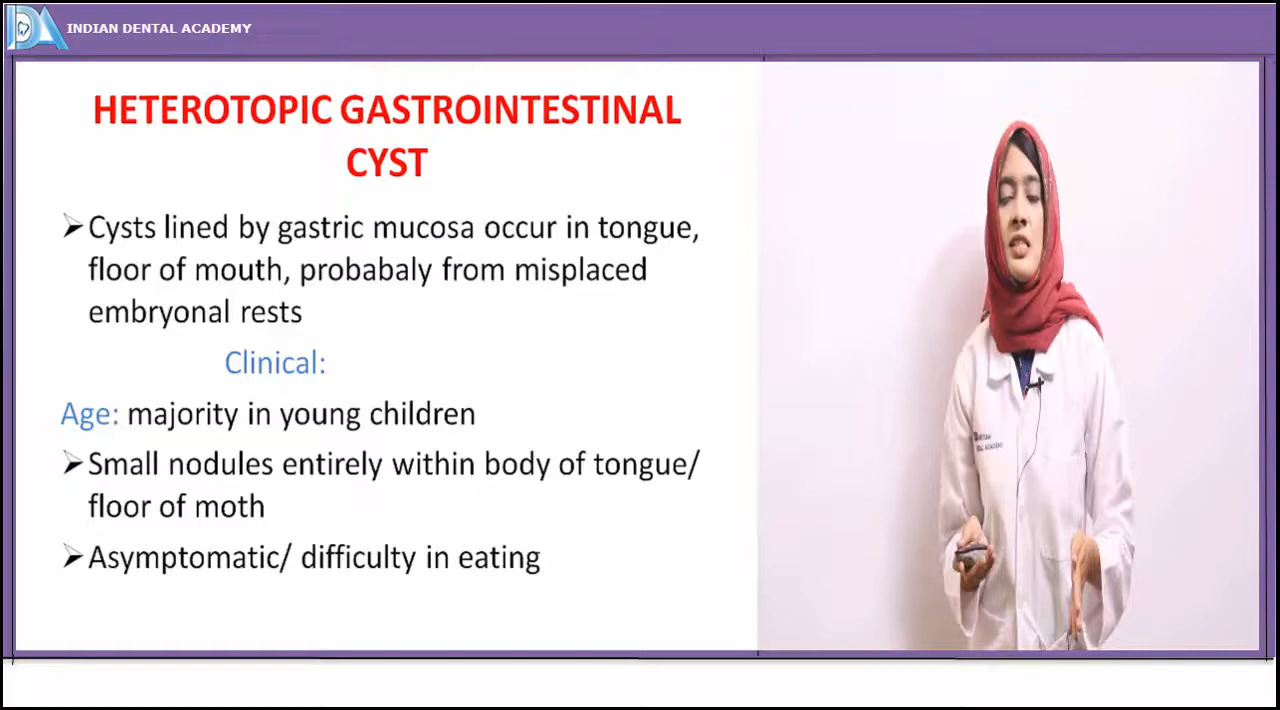 INDIAN DENTAL ACADEMY
HETEROTOPIC GASTROINTESTINAL
CYST
➢Cysts lined by gastric mucosa occur in tongue,
floor of mouth, probabaly from misplaced
embryonal rests
Clinical:
Age: majority in young children
➢Small nodules entirely within body of tongue/
floor of moth
➢Asymptomatic/ difficulty in eating